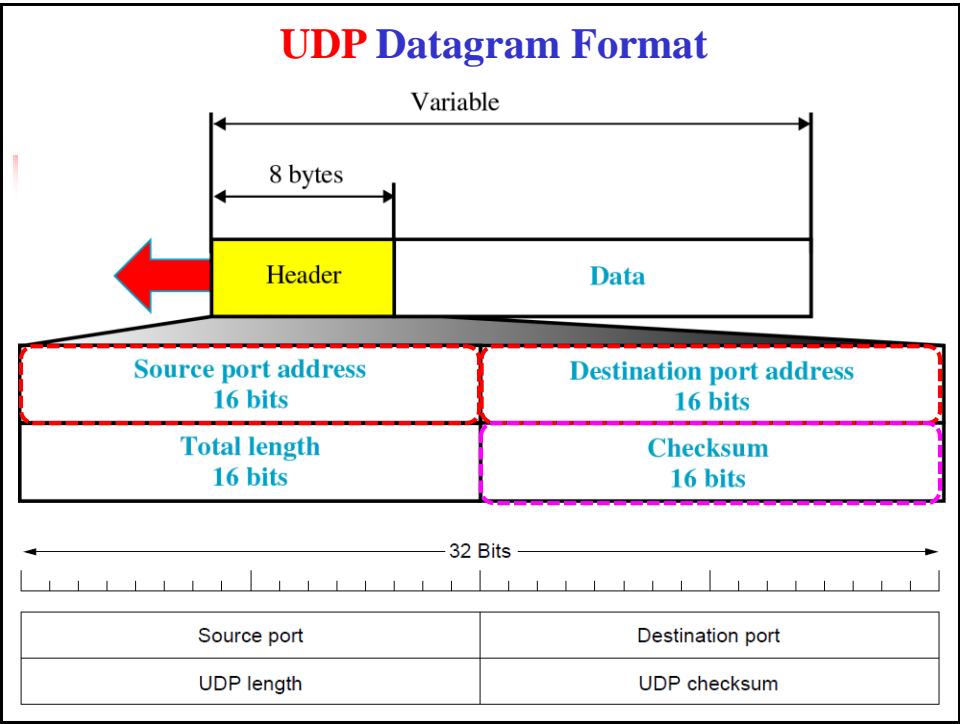 UDP Datagram Format
Variable
8 bytes
Header
Data
Source port address
16 bits
Destination port address
16 bits
Total length
16 bits
Checksum
16 bits
32 Bits
Source port
Destination port
UDP length
UDP checksum